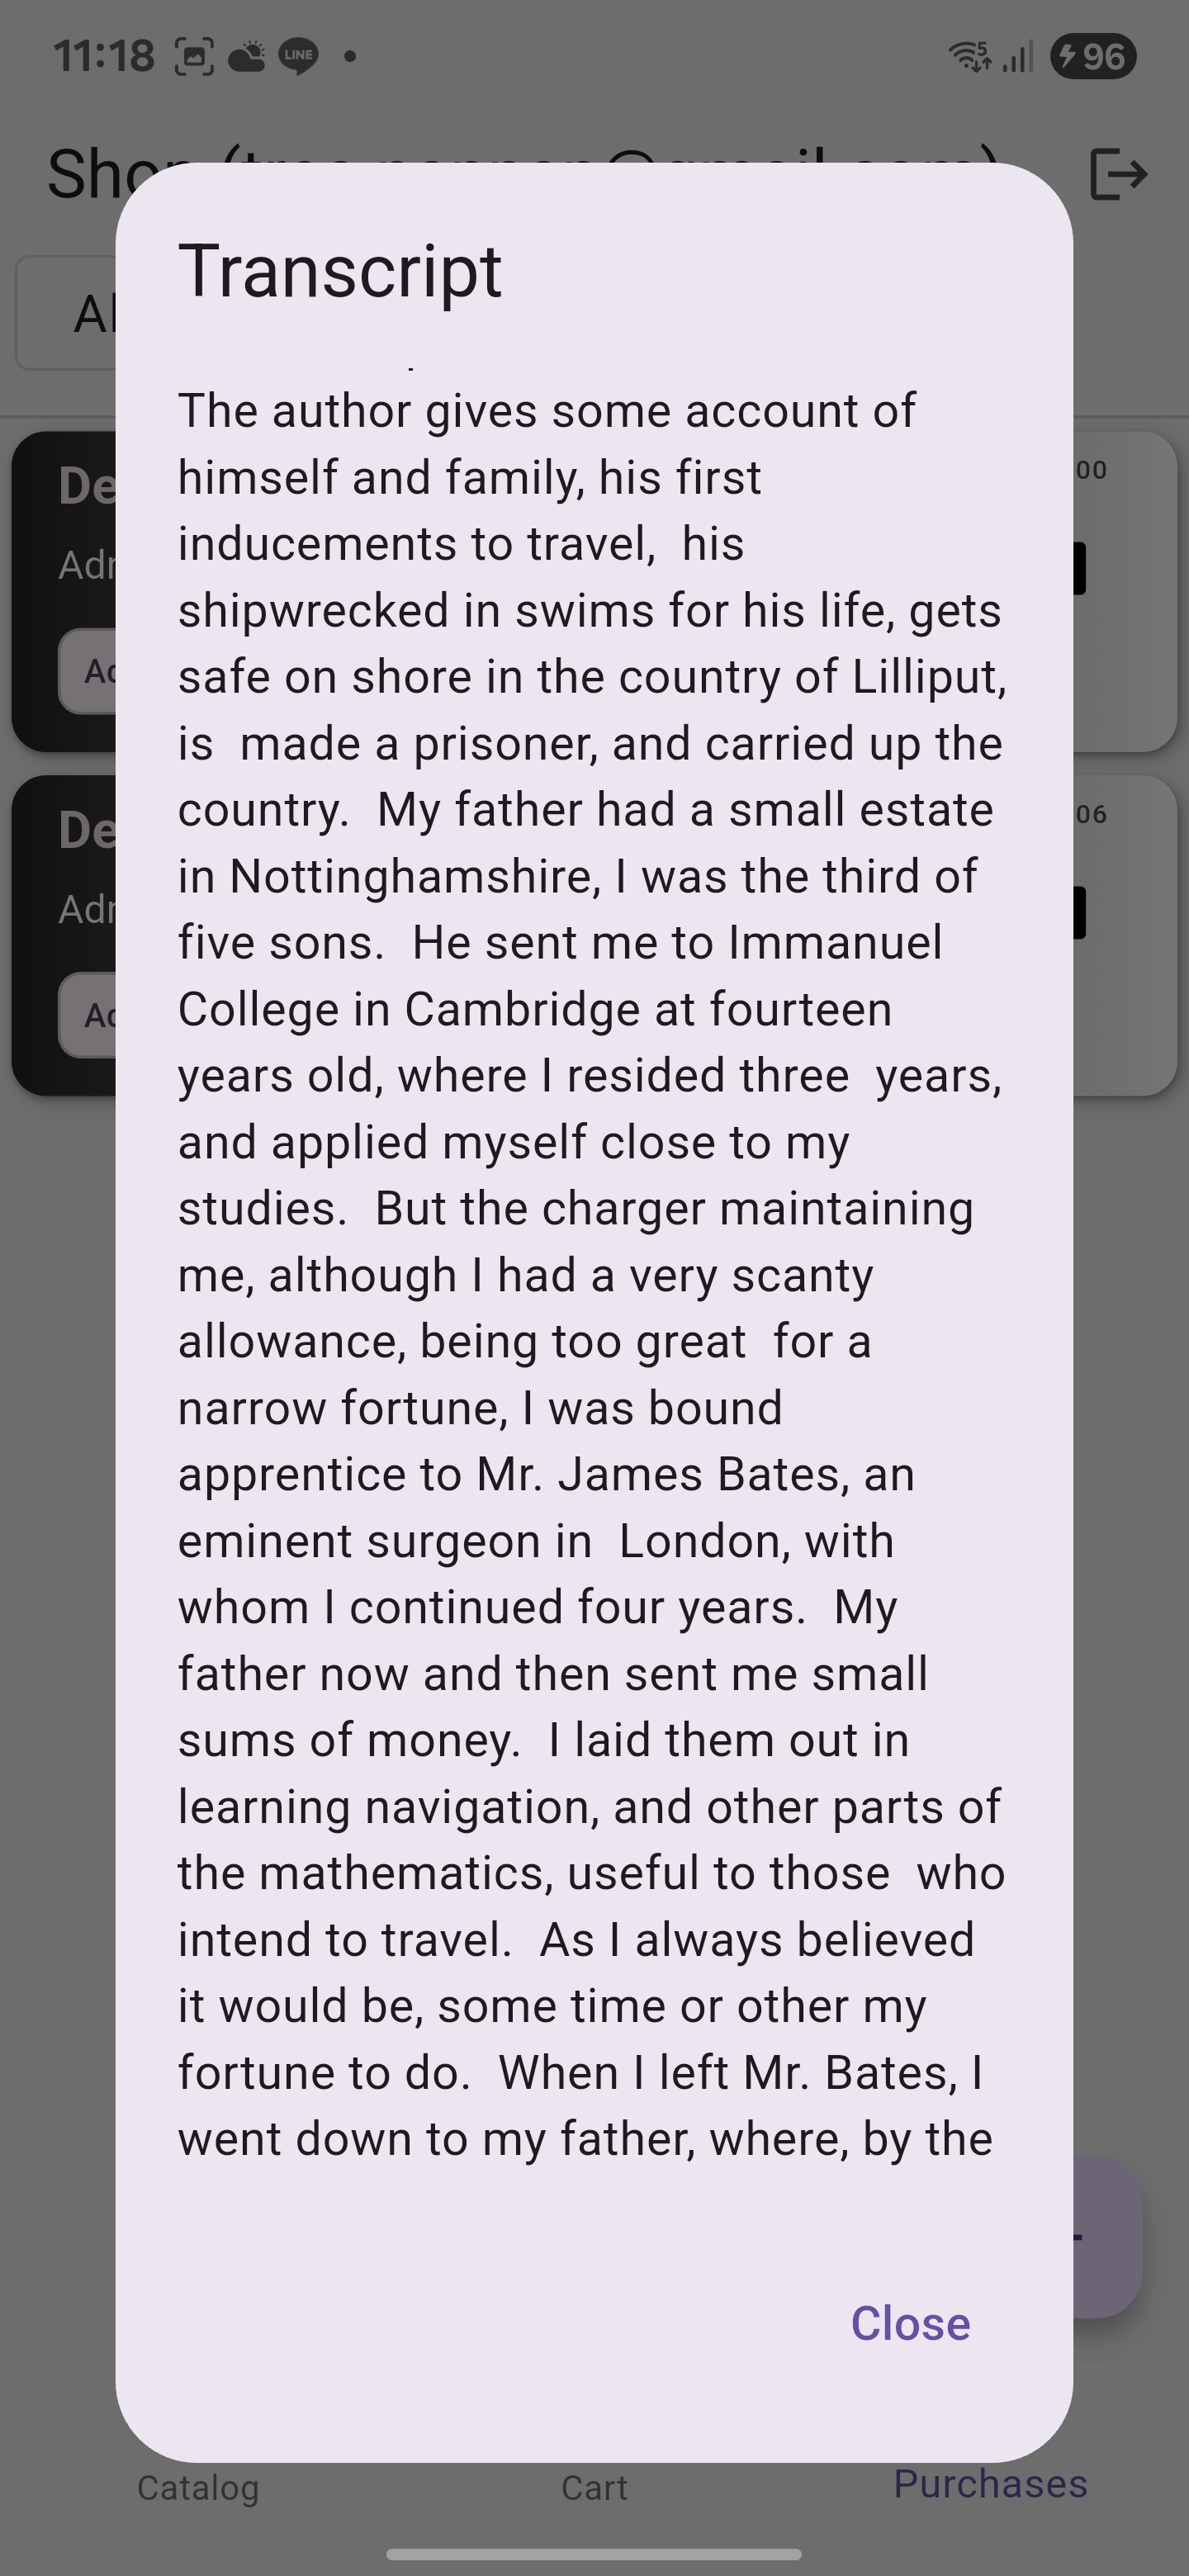 11:18
LINE
5
96
Transcript
The author gives some account of
himself and family, his first
inducements to travel,  his
shipwrecked in swims for his life, gets
safe on shore in the country of Lilliput,
is  made a prisoner, and carried up the
country.  My father had a small estate
in Nottinghamshire, I was the third of
five sons.  He sent me to Immanuel
College in Cambridge at fourteen
years old, where I resided three  years,
and applied myself close to my
studies.  But the charger maintaining
me, although I had a very scanty
allowance, being too great  for a
narrow fortune, I was bound
apprentice to Mr. James Bates, an
eminent surgeon in  London, with
whom I continued four years.  My
father now and then sent me small
sums of money.  I laid them out in
learning navigation, and other parts of
the mathematics, useful to those  who
intend to travel.  As I always believed
it would be, some time or other my
fortune to do.  When I left Mr. Bates, I
went down to my father, where, by the
00
06
Close
Catalog
Cart
Purchases